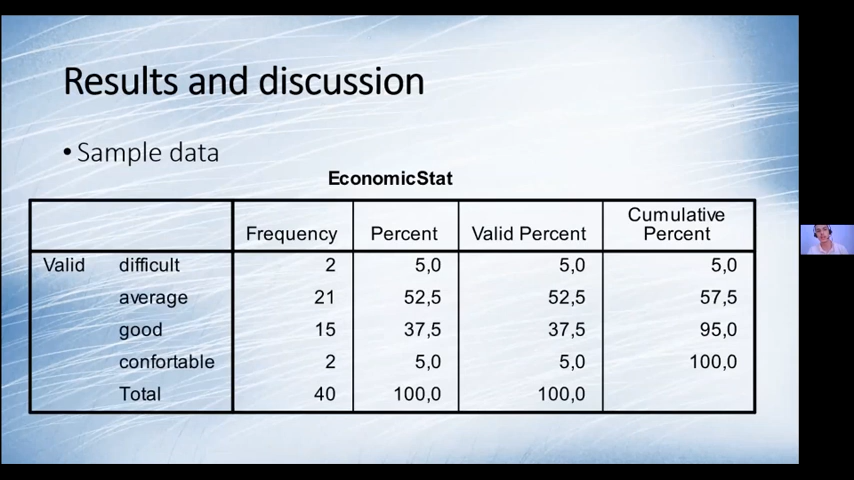 Results and discussion
• Sample data
EconomicStat
Frequency Percent Valid Percent Cumulative Percent
Valid difficult 2 5,0 5,0 5,0
average 21 52,5 52,5 57,5
good 15 37,5 37,5 95,0
confortable 2 5,0 5,0 100,0
Total 40 100,0 100,0